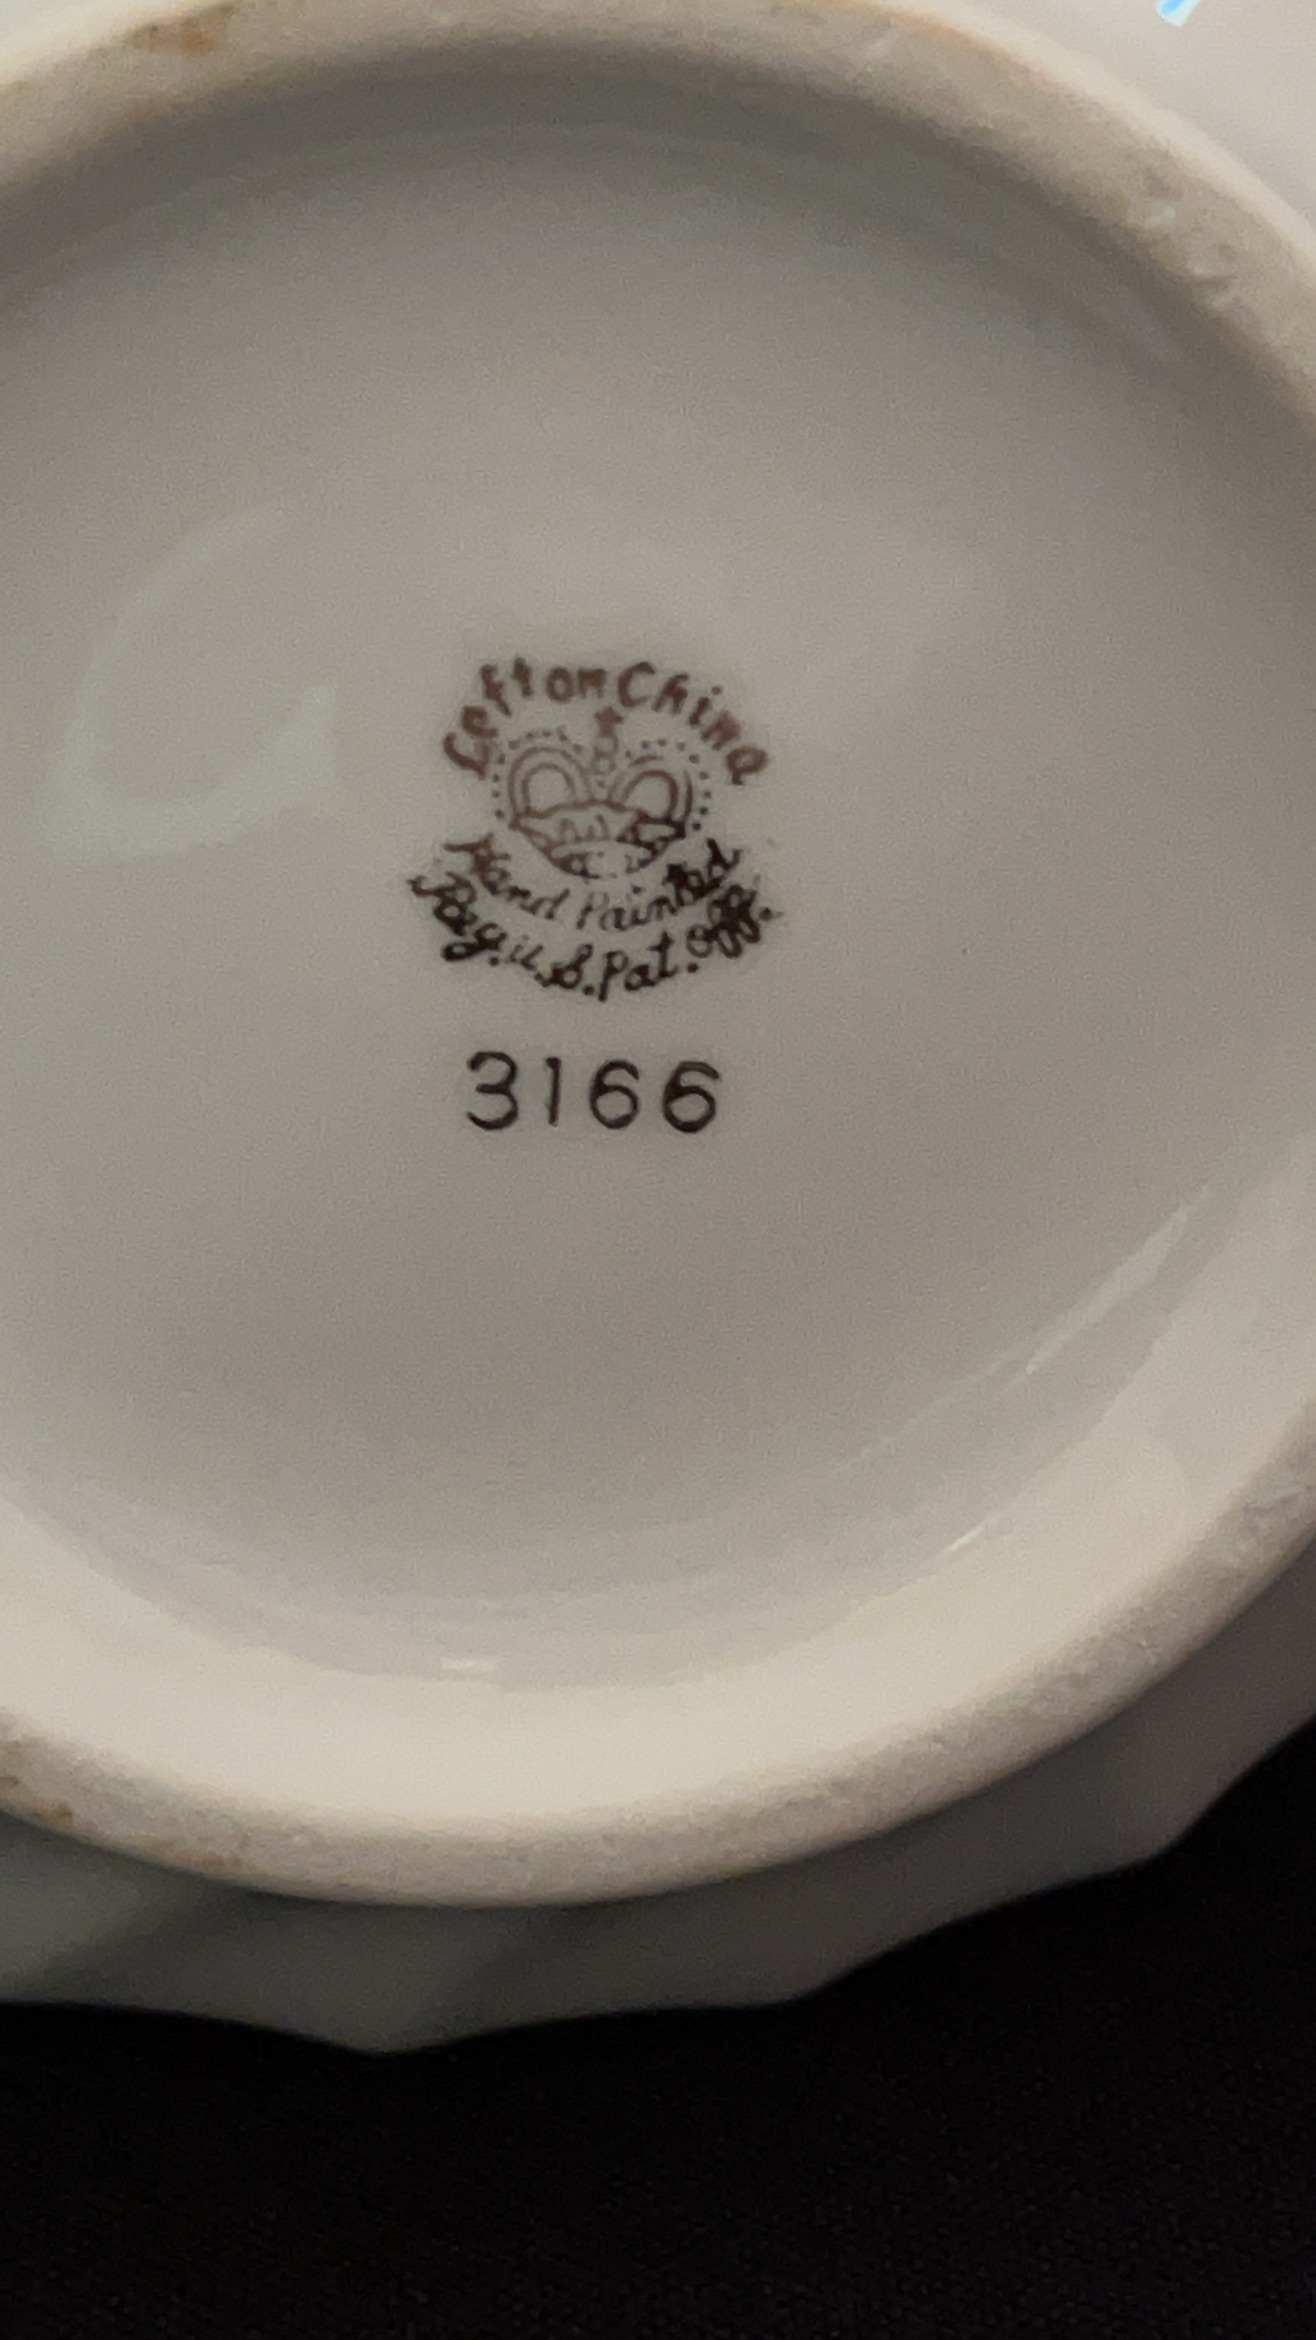 Lefton China
Hand Painted
Reg. U.S. Pat. Off.
3166